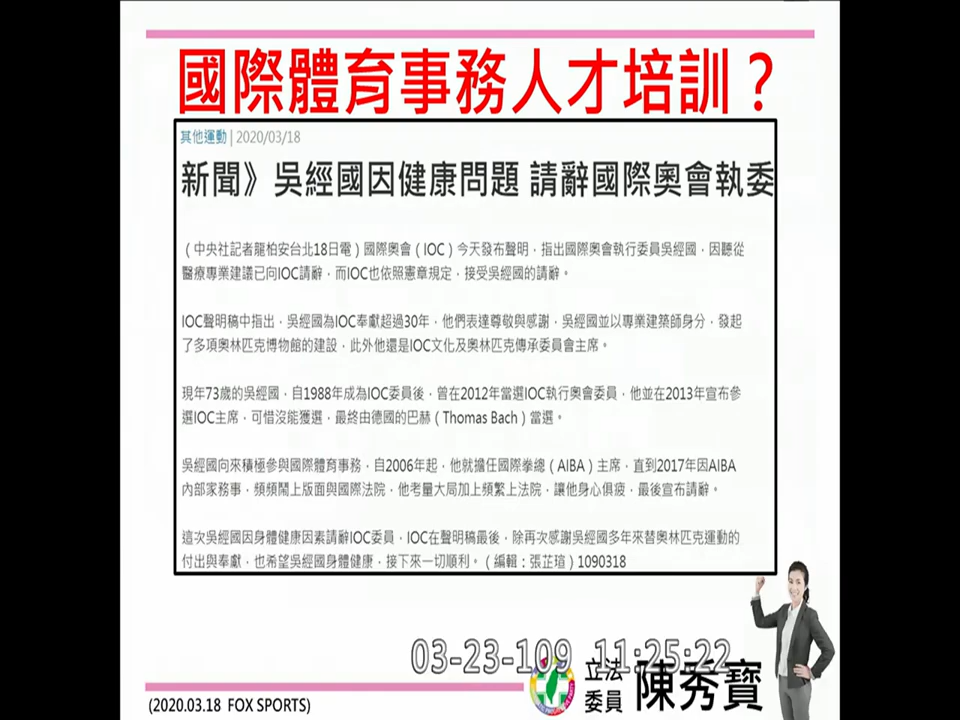 國際體育事務人才培訓？
其他運動 | 2020/03/18
新聞》吳經國因健康問題 請辭國際奧會執委
（中央社記者龍柏安台北18日電）國際奧會（IOC）今天發布聲明，指出國際奧會執行委員吳經國，因聽從
醫療專業建議已向IOC請辭，而IOC也依照憲章規定，接受吳經國的請辭。
IOC聲明稿中指出，吳經國為IOC奉獻超過30年，他們表達尊敬與感謝，吳經國並以專業建築師身分，發起
了多項奧林匹克博物館的建設，此外他還是IOC文化及奧林匹克傳承委員會主席。
現年73歲的吳經國，自1988年成為IOC委員後，曾在2012年當選IOC執行奧會委員，他並在2013年宣布參
選IOC主席，可惜沒能獲選，最終由德國的巴赫（Thomas Bach）當選。
吳經國向來積極參與國際體育事務，自2006年起，他就擔任國際拳總（AIBA）主席，直到2017年因AIBA
內部家務事，頻頻鬧上版面與國際法院，他考量大局加上頻繁上法院，讓他身心俱疲，最後宣布請辭。
這次吳經國因身體健康因素請辭IOC委員，IOC在聲明稿最後，除再次感謝吳經國多年來替奧林匹克運動的
付出與奉獻，也希望吳經國身體健康，接下來一切順利。（編輯：張芷瑄）1090318
03-23-109 11:25:22
立法
委員 陳秀寶
(2020.03.18 FOX SPORTS)